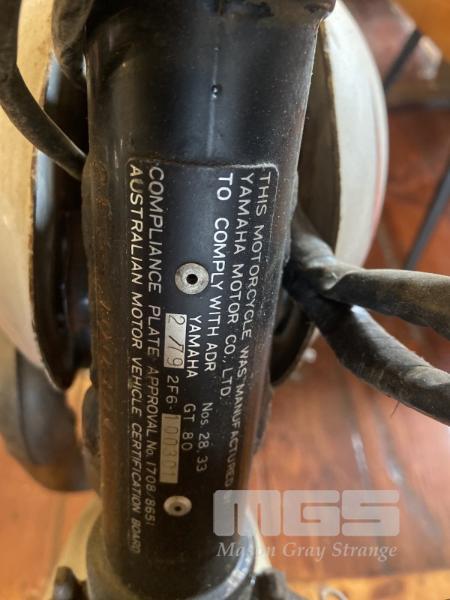 THIS MOTORCYCLE WAS MANUFACTURED
YAMAHA MOTOR CO., LTD.
TO COMPLY WITH ADR Nos. 28, 33
YAMAHA GT 80
2/79 2F6-100301
COMPLIANCE PLATE APPROVAL No. 1708/8651
AUSTRALIAN MOTOR VEHICLE CERTIFICATION BOARD
MGS
Mason Gray Strange